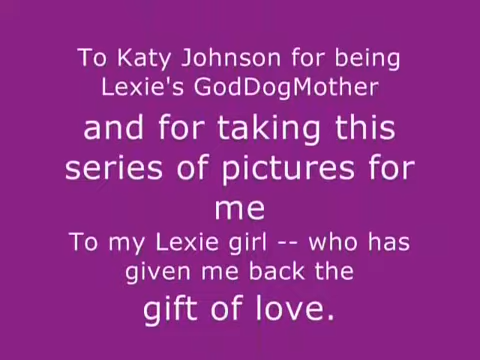 To Katy Johnson for being
Lexie's GodDogMother
and for taking this
series of pictures for
me
To my Lexie girl -- who has
given me back the
gift of love.